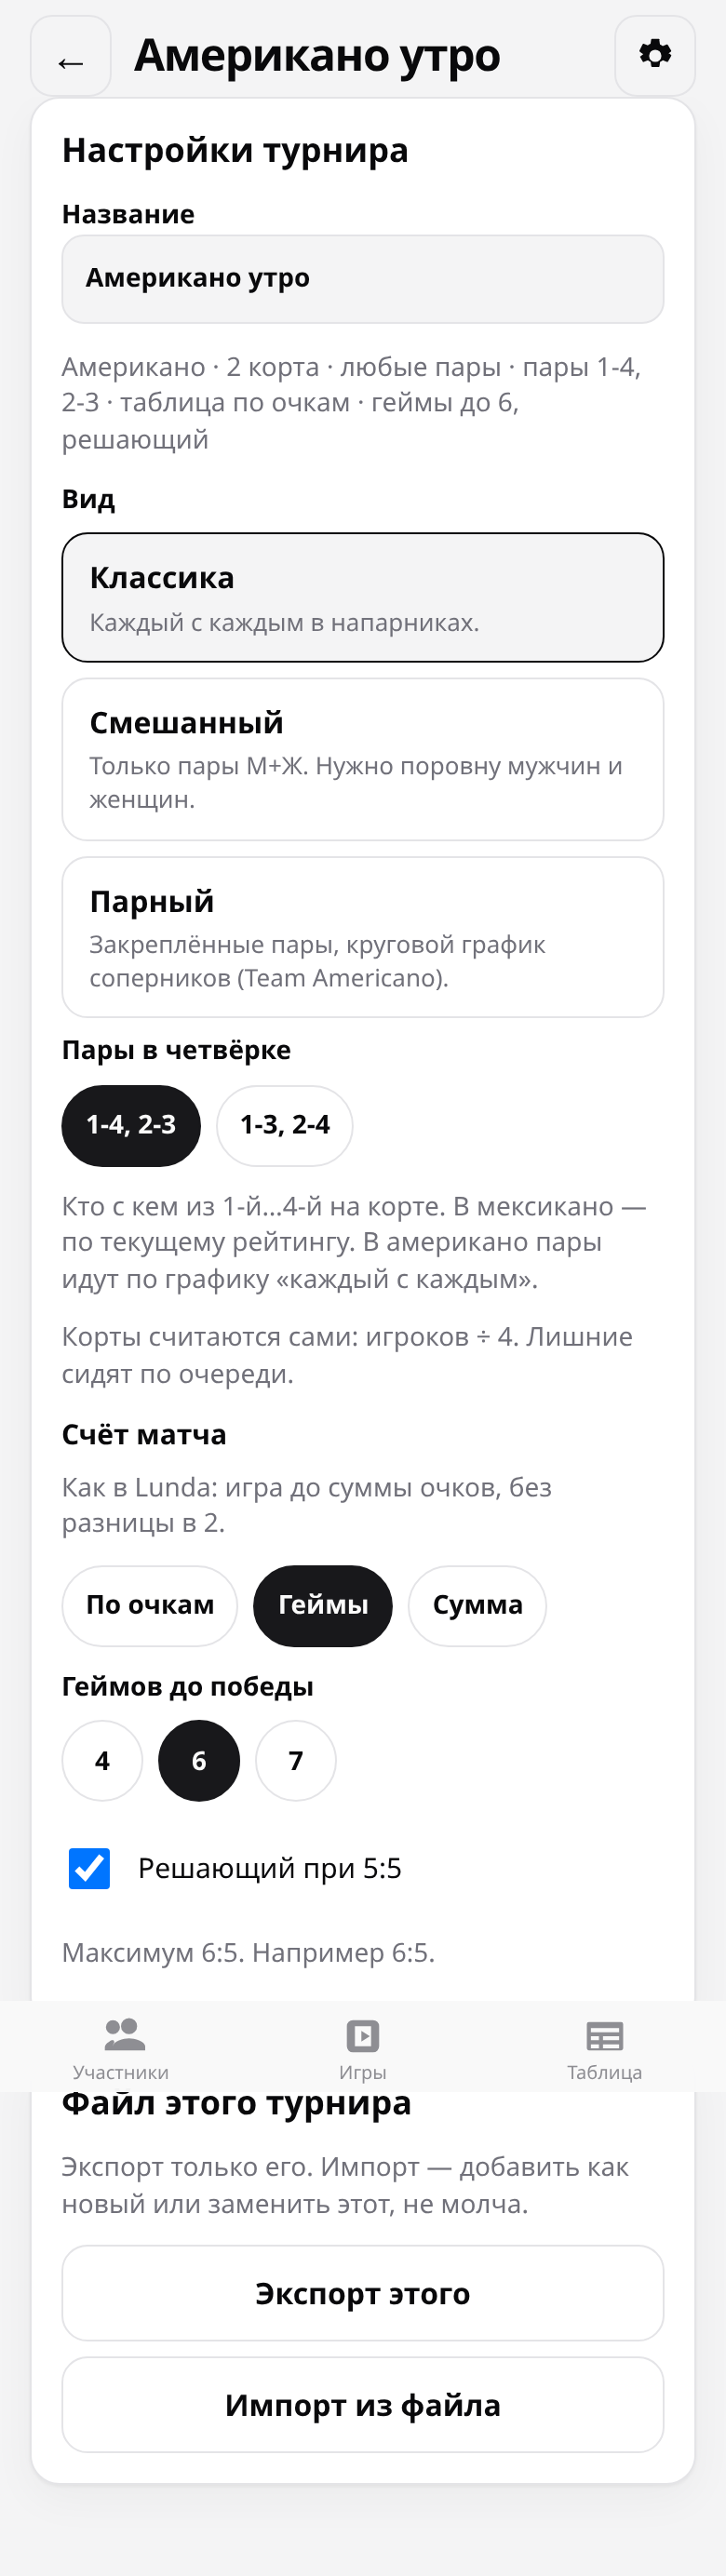 ← Американо утро
Настройки турнира
Название
Американо утро
Американо · 2 корта · любые пары · пары 1-4,
2-3 · таблица по очкам · геймы до 6,
решающий
Вид
Классика
Каждый с каждым в напарниках.
Смешанный
Только пары М+Ж. Нужно поровну мужчин и
женщин.
Парный
Закреплённые пары, круговой график
соперников (Team Americano).
Пары в четвёрке
1-4, 2-3 1-3, 2-4
Кто с кем из 1-й…4-й на корте. В мексикано —
по текущему рейтингу. В американо пары
идут по графику «каждый с каждым».
Корты считаются сами: игроков ÷ 4. Лишние
сидят по очереди.
Счёт матча
Как в Lunda: игра до суммы очков, без
разницы в 2.
По очкам Геймы Сумма
Геймов до победы
4 6 7
Решающий при 5:5
Максимум 6:5. Например 6:5.
Участники Игры Таблица
Файл этого турнира
Экспорт только его. Импорт — добавить как
новый или заменить этот, не молча.
Экспорт этого
Импорт из файла